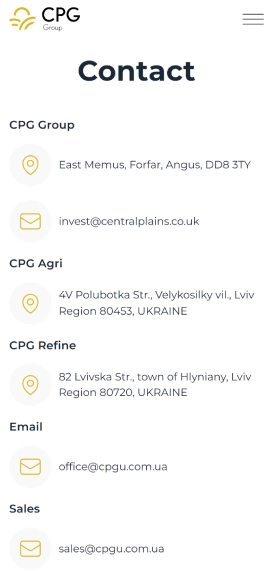 CPG
Group
Contact
CPG Group
East Memus, Forfar, Angus, DD8 3TY
invest@centralplains.co.uk
CPG Agri
4V Polubotka Str., Velykosilky vil., Lviv
Region 80453, UKRAINE
CPG Refine
82 Lvivska Str., town of Hlyniany, Lviv
Region 80720, UKRAINE
Email
office@cpgu.com.ua
Sales
sales@cpgu.com.ua